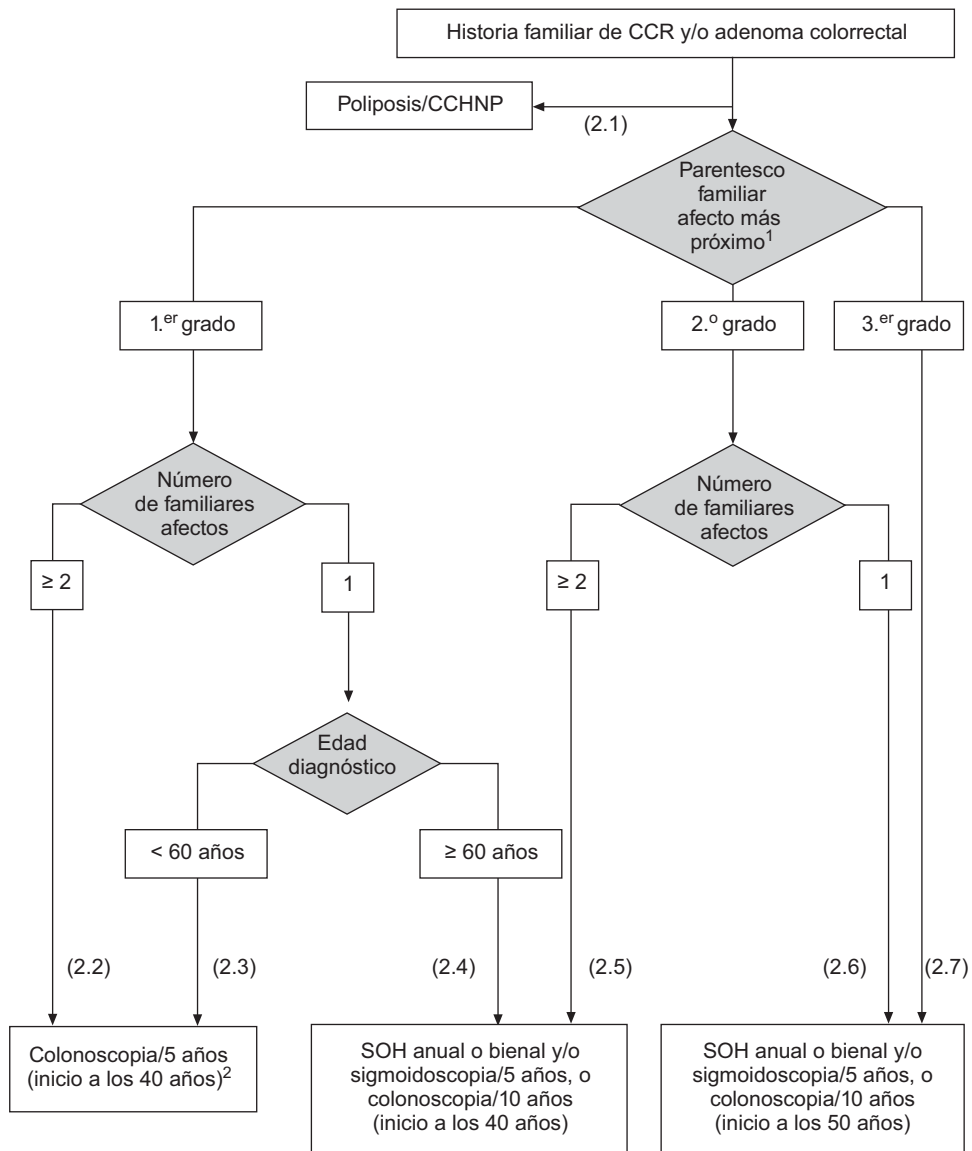 Historia familiar de CCR y/o adenoma colorrectal
Poliposis/CCHNP
(2.1)
Parentesco
familiar
afecto más
próximo¹
1.er grado
2.º grado
3.er grado
Número
de familiares
afectos
Número
de familiares
afectos
≥ 2
1
≥ 2
1
Edad
diagnóstico
< 60 años
≥ 60 años
(2.2)
(2.3)
(2.4)
(2.5)
(2.6)
(2.7)
Colonoscopia/5 años
(inicio a los 40 años)²
SOH anual o bienal y/o
sigmoidoscopia/5 años, o
colonoscopia/10 años
(inicio a los 40 años)
SOH anual o bienal y/o
sigmoidoscopia/5 años, o
colonoscopia/10 años
(inicio a los 50 años)